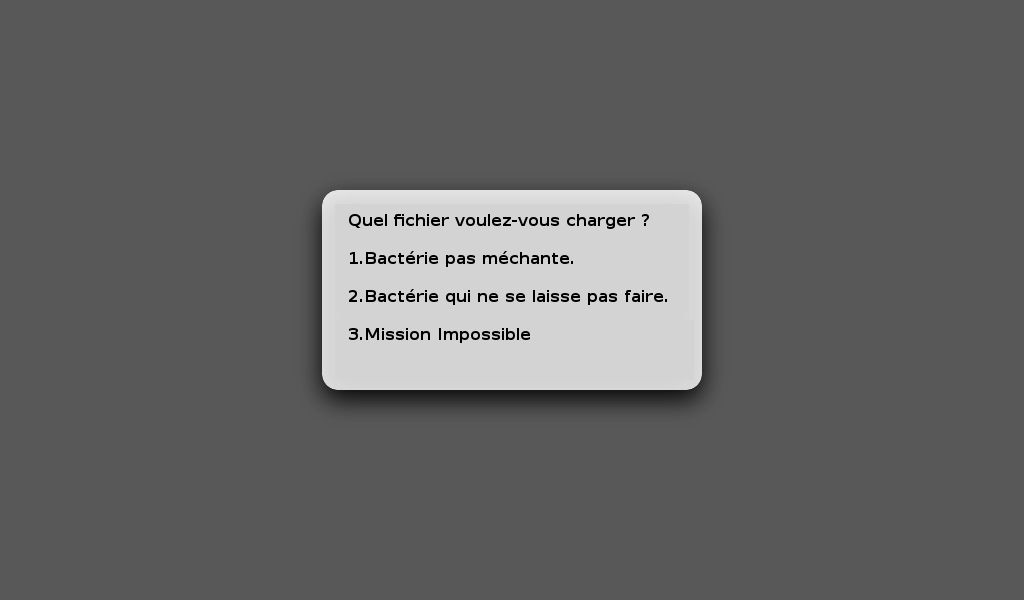 Quel fichier voulez-vous charger ?
1.Bactérie pas méchante.
2.Bactérie qui ne se laisse pas faire.
3.Mission Impossible